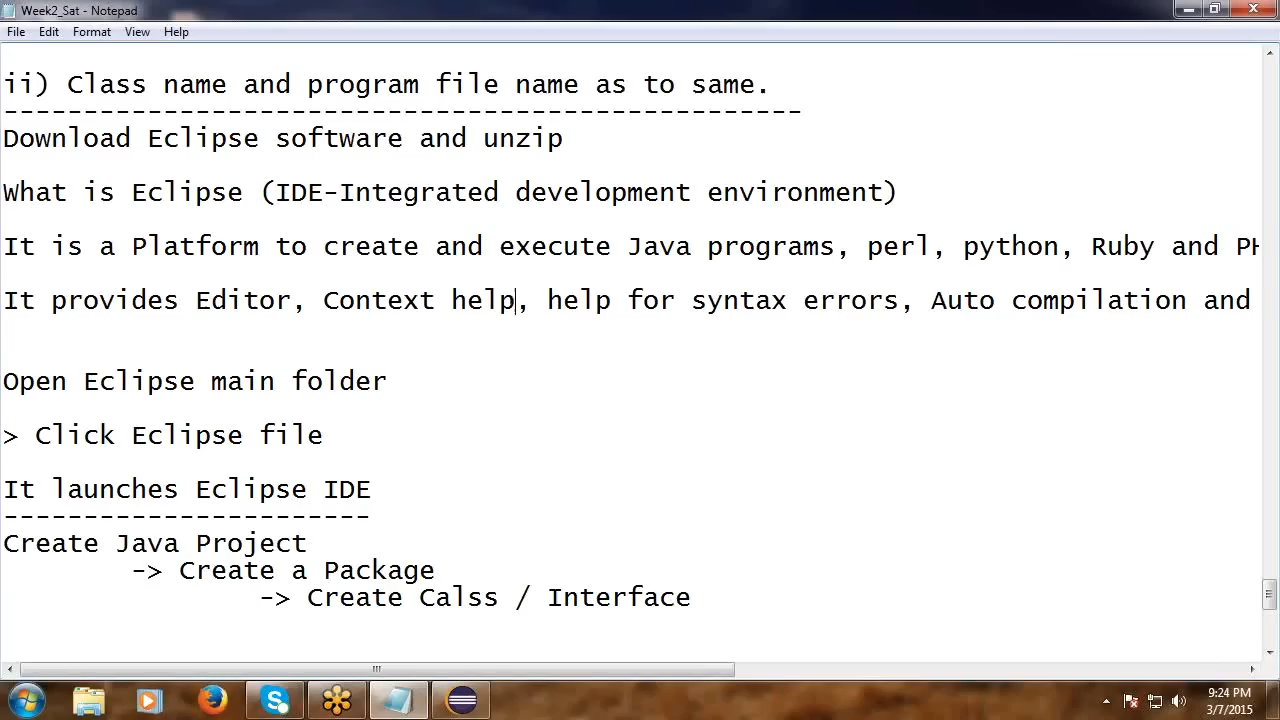 Week2_Sat - Notepad
File Edit Format View Help
ii) Class name and program file name as to same.
--------------------------------------------------
Download Eclipse software and unzip
What is Eclipse (IDE-Integrated development environment)
It is a Platform to create and execute Java programs, perl, python, Ruby and PH
It provides Editor, Context help, help for syntax errors, Auto compilation and
Open Eclipse main folder
> Click Eclipse file
It launches Eclipse IDE
-----------------------
Create Java Project
-> Create a Package
-> Create Calss / Interface
9:24 PM
3/7/2015